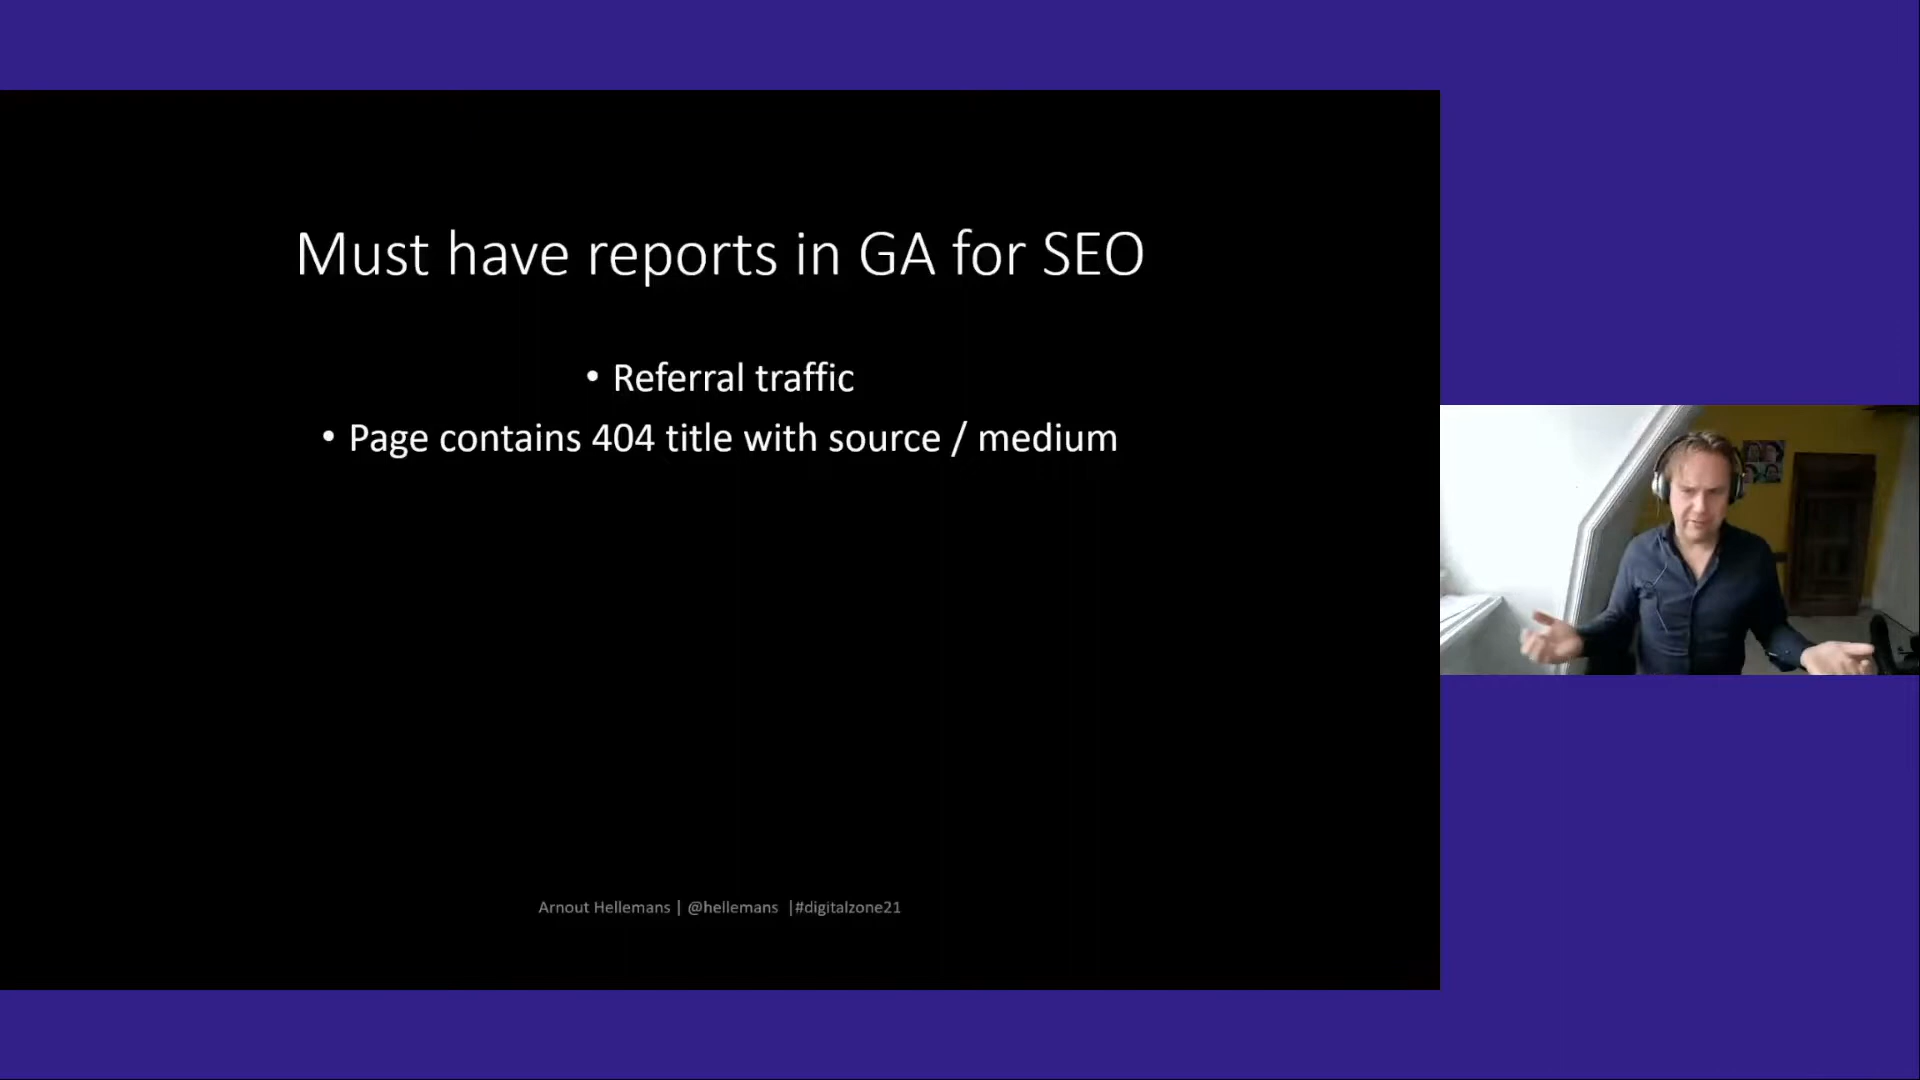 Must have reports in GA for SEO
• Referral traffic
• Page contains 404 title with source / medium
Arnout Hellemans | @hellemans |#digitalzone21